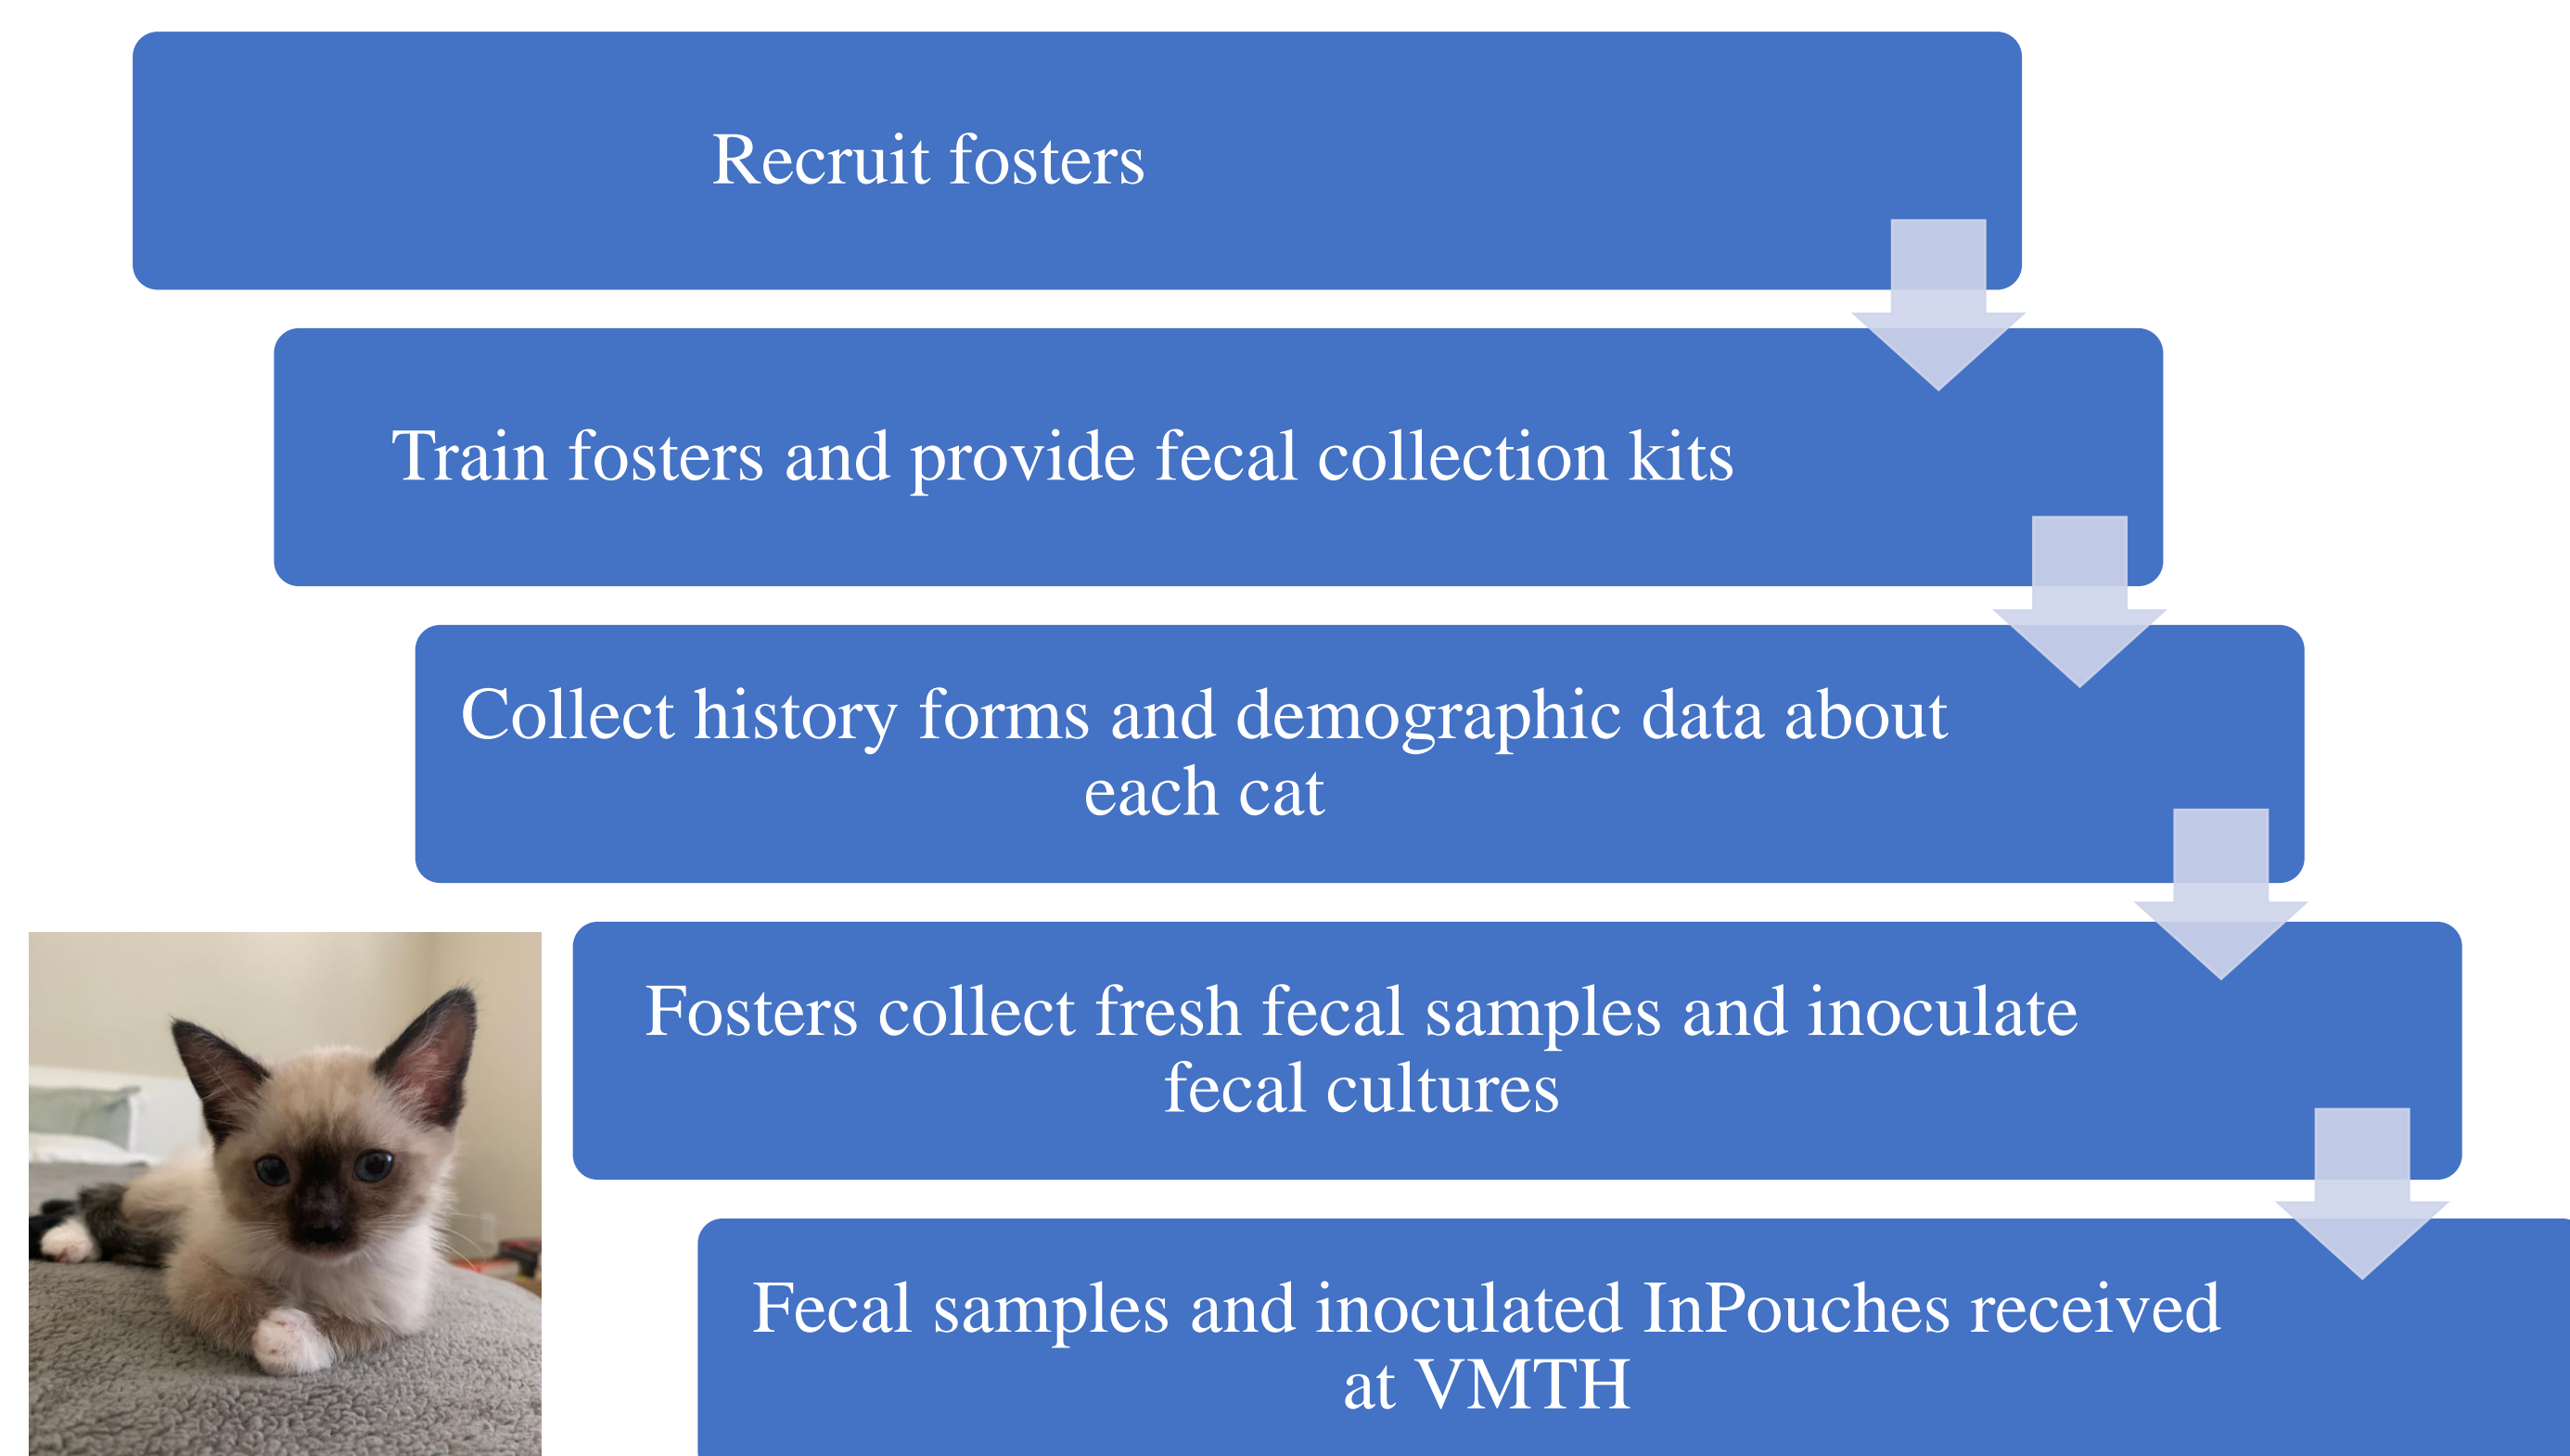 Recruit fosters
Train fosters and provide fecal collection kits
Collect history forms and demographic data about
each cat
Fosters collect fresh fecal samples and inoculate
fecal cultures
Fecal samples and inoculated InPouches received
at VMTH